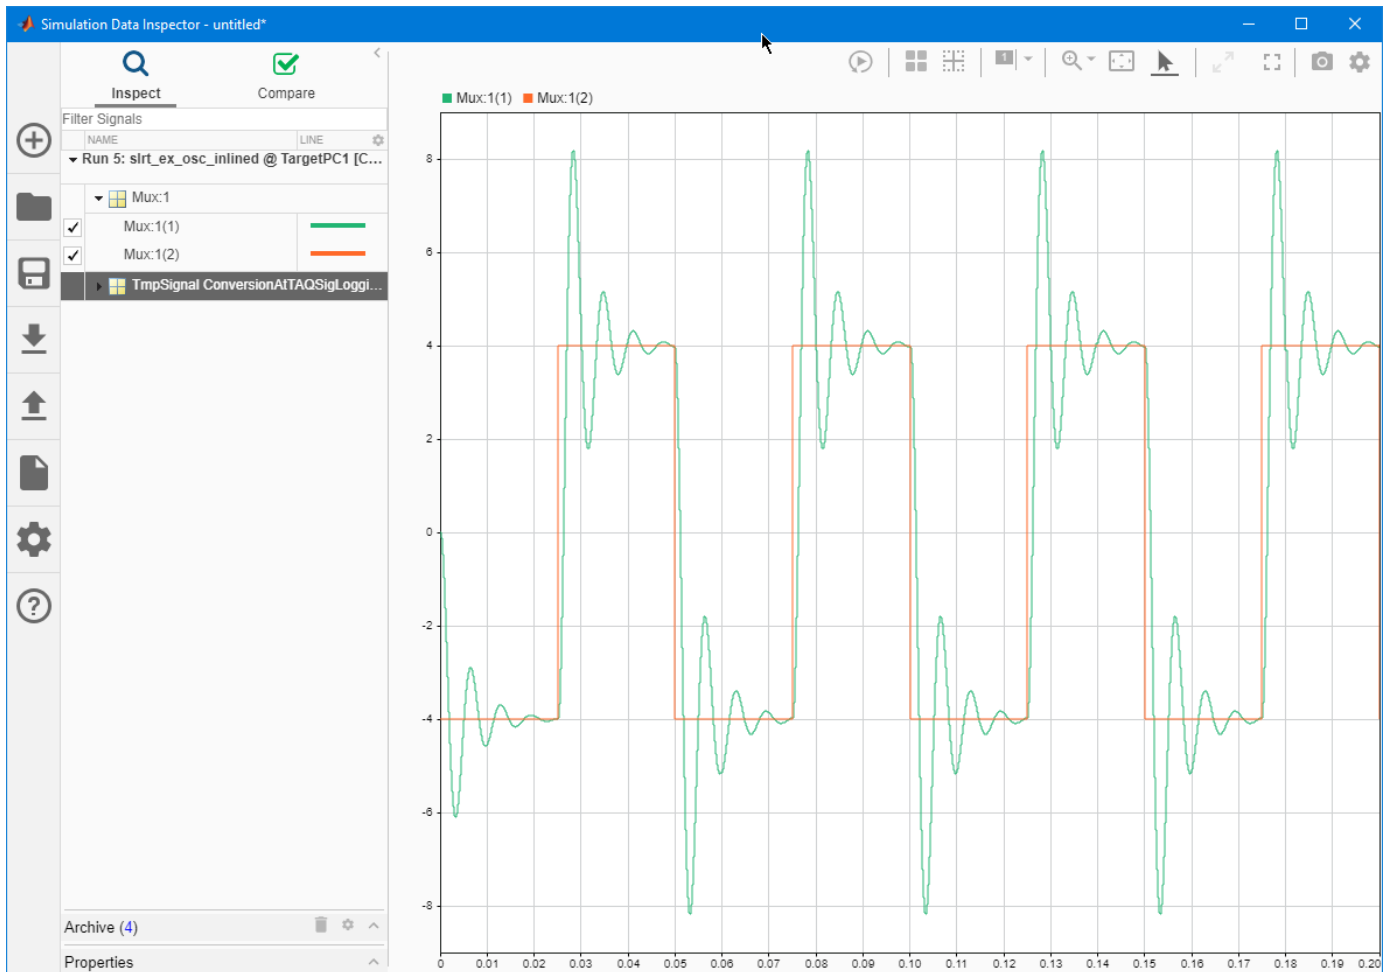 Simulation Data Inspector - untitled*
Inspect
Compare
1
Filter Signals
NAME LINE
Run 5: slrt_ex_osc_inlined @ TargetPC1 [C...
Mux:1
Mux:1(1)
Mux:1(2)
TmpSignal ConversionAtTAQSigLoggi...
Archive (4)
Properties
Mux:1(1) Mux:1(2)
8
6
4
2
0
-2
-4
-6
-8
0 0.01 0.02 0.03 0.04 0.05 0.06 0.07 0.08 0.09 0.10 0.11 0.12 0.13 0.14 0.15 0.16 0.17 0.18 0.19 0.20